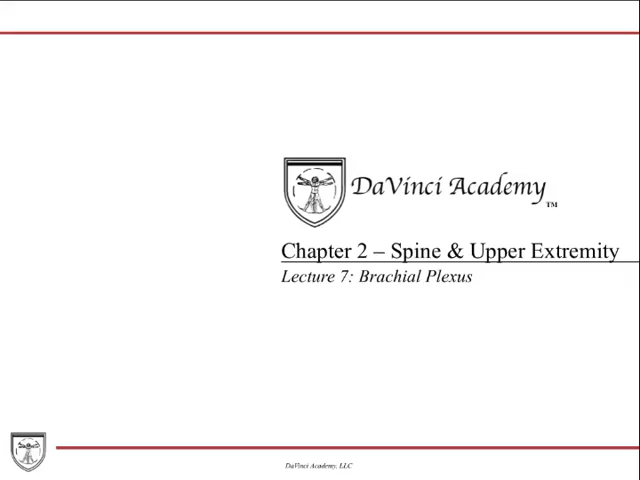 DaVinci Academy ™
Chapter 2 – Spine & Upper Extremity
Lecture 7: Brachial Plexus
DaVinci Academy, LLC